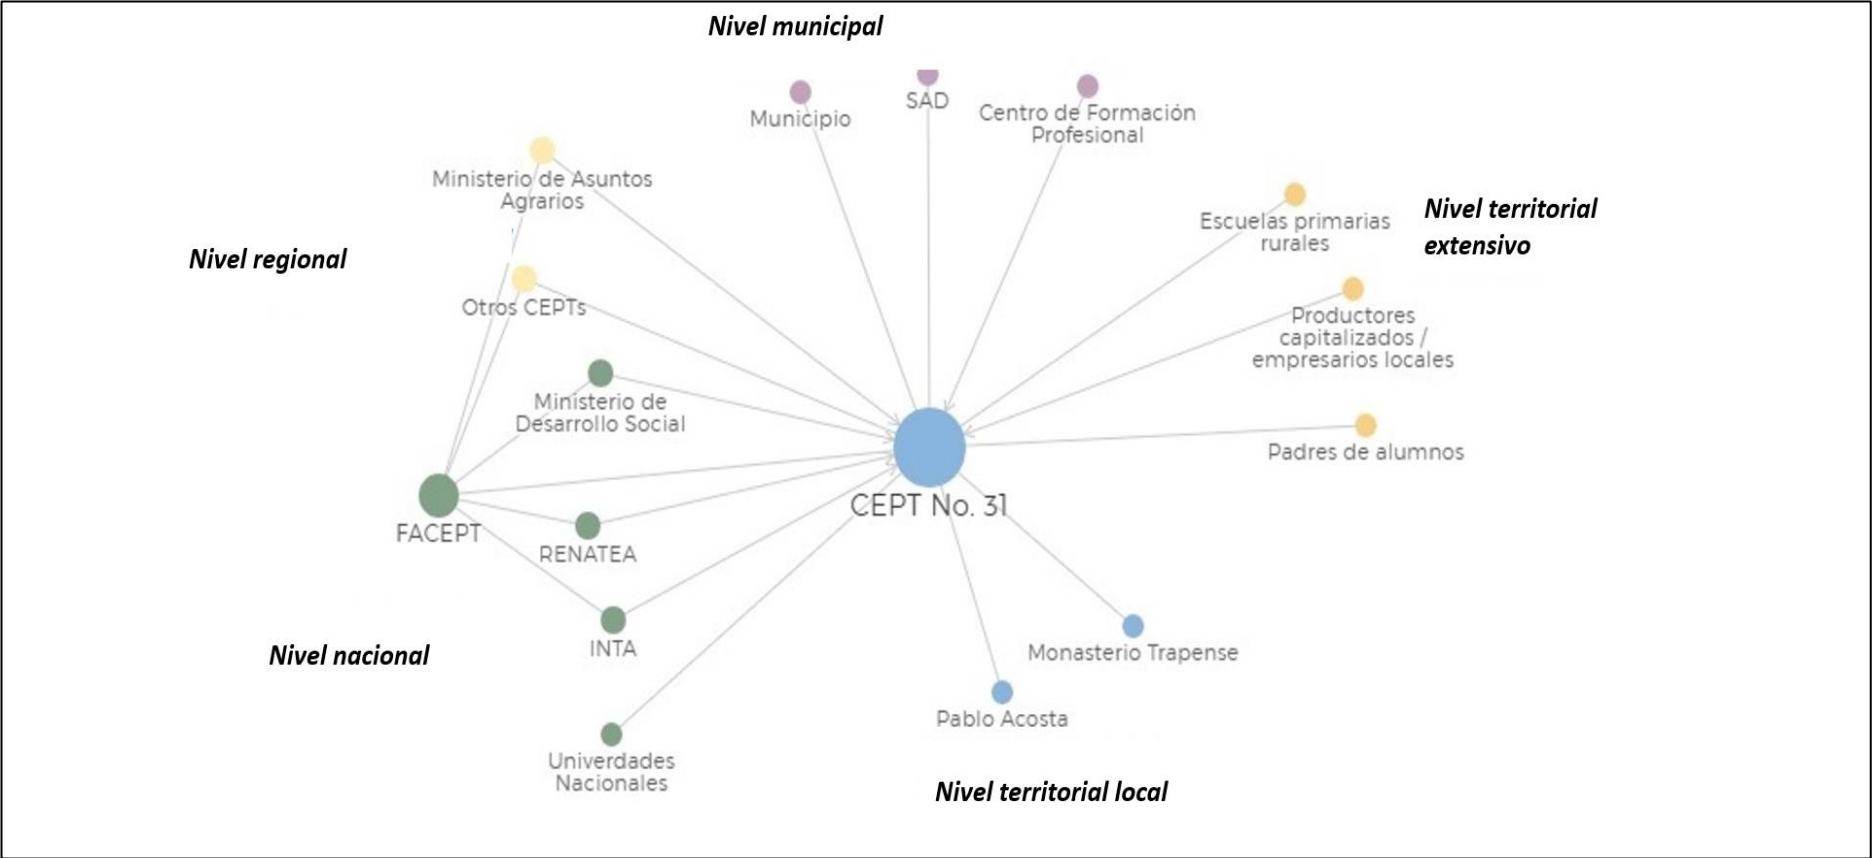 Nivel municipal
Municipio
SAD
Centro de Formación
Profesional
Ministerio de Asuntos
Agrarios
Escuelas primarias
rurales
Nivel territorial
extensivo
Nivel regional
Otros CEPTs
Productores
capitalizados /
empresarios locales
Ministerio de
Desarrollo Social
Padres de alumnos
CEPT No. 31
FACEPT
RENATEA
INTA
Nivel nacional
Monasterio Trapense
Pablo Acosta
Univerdades
Nacionales
Nivel territorial local